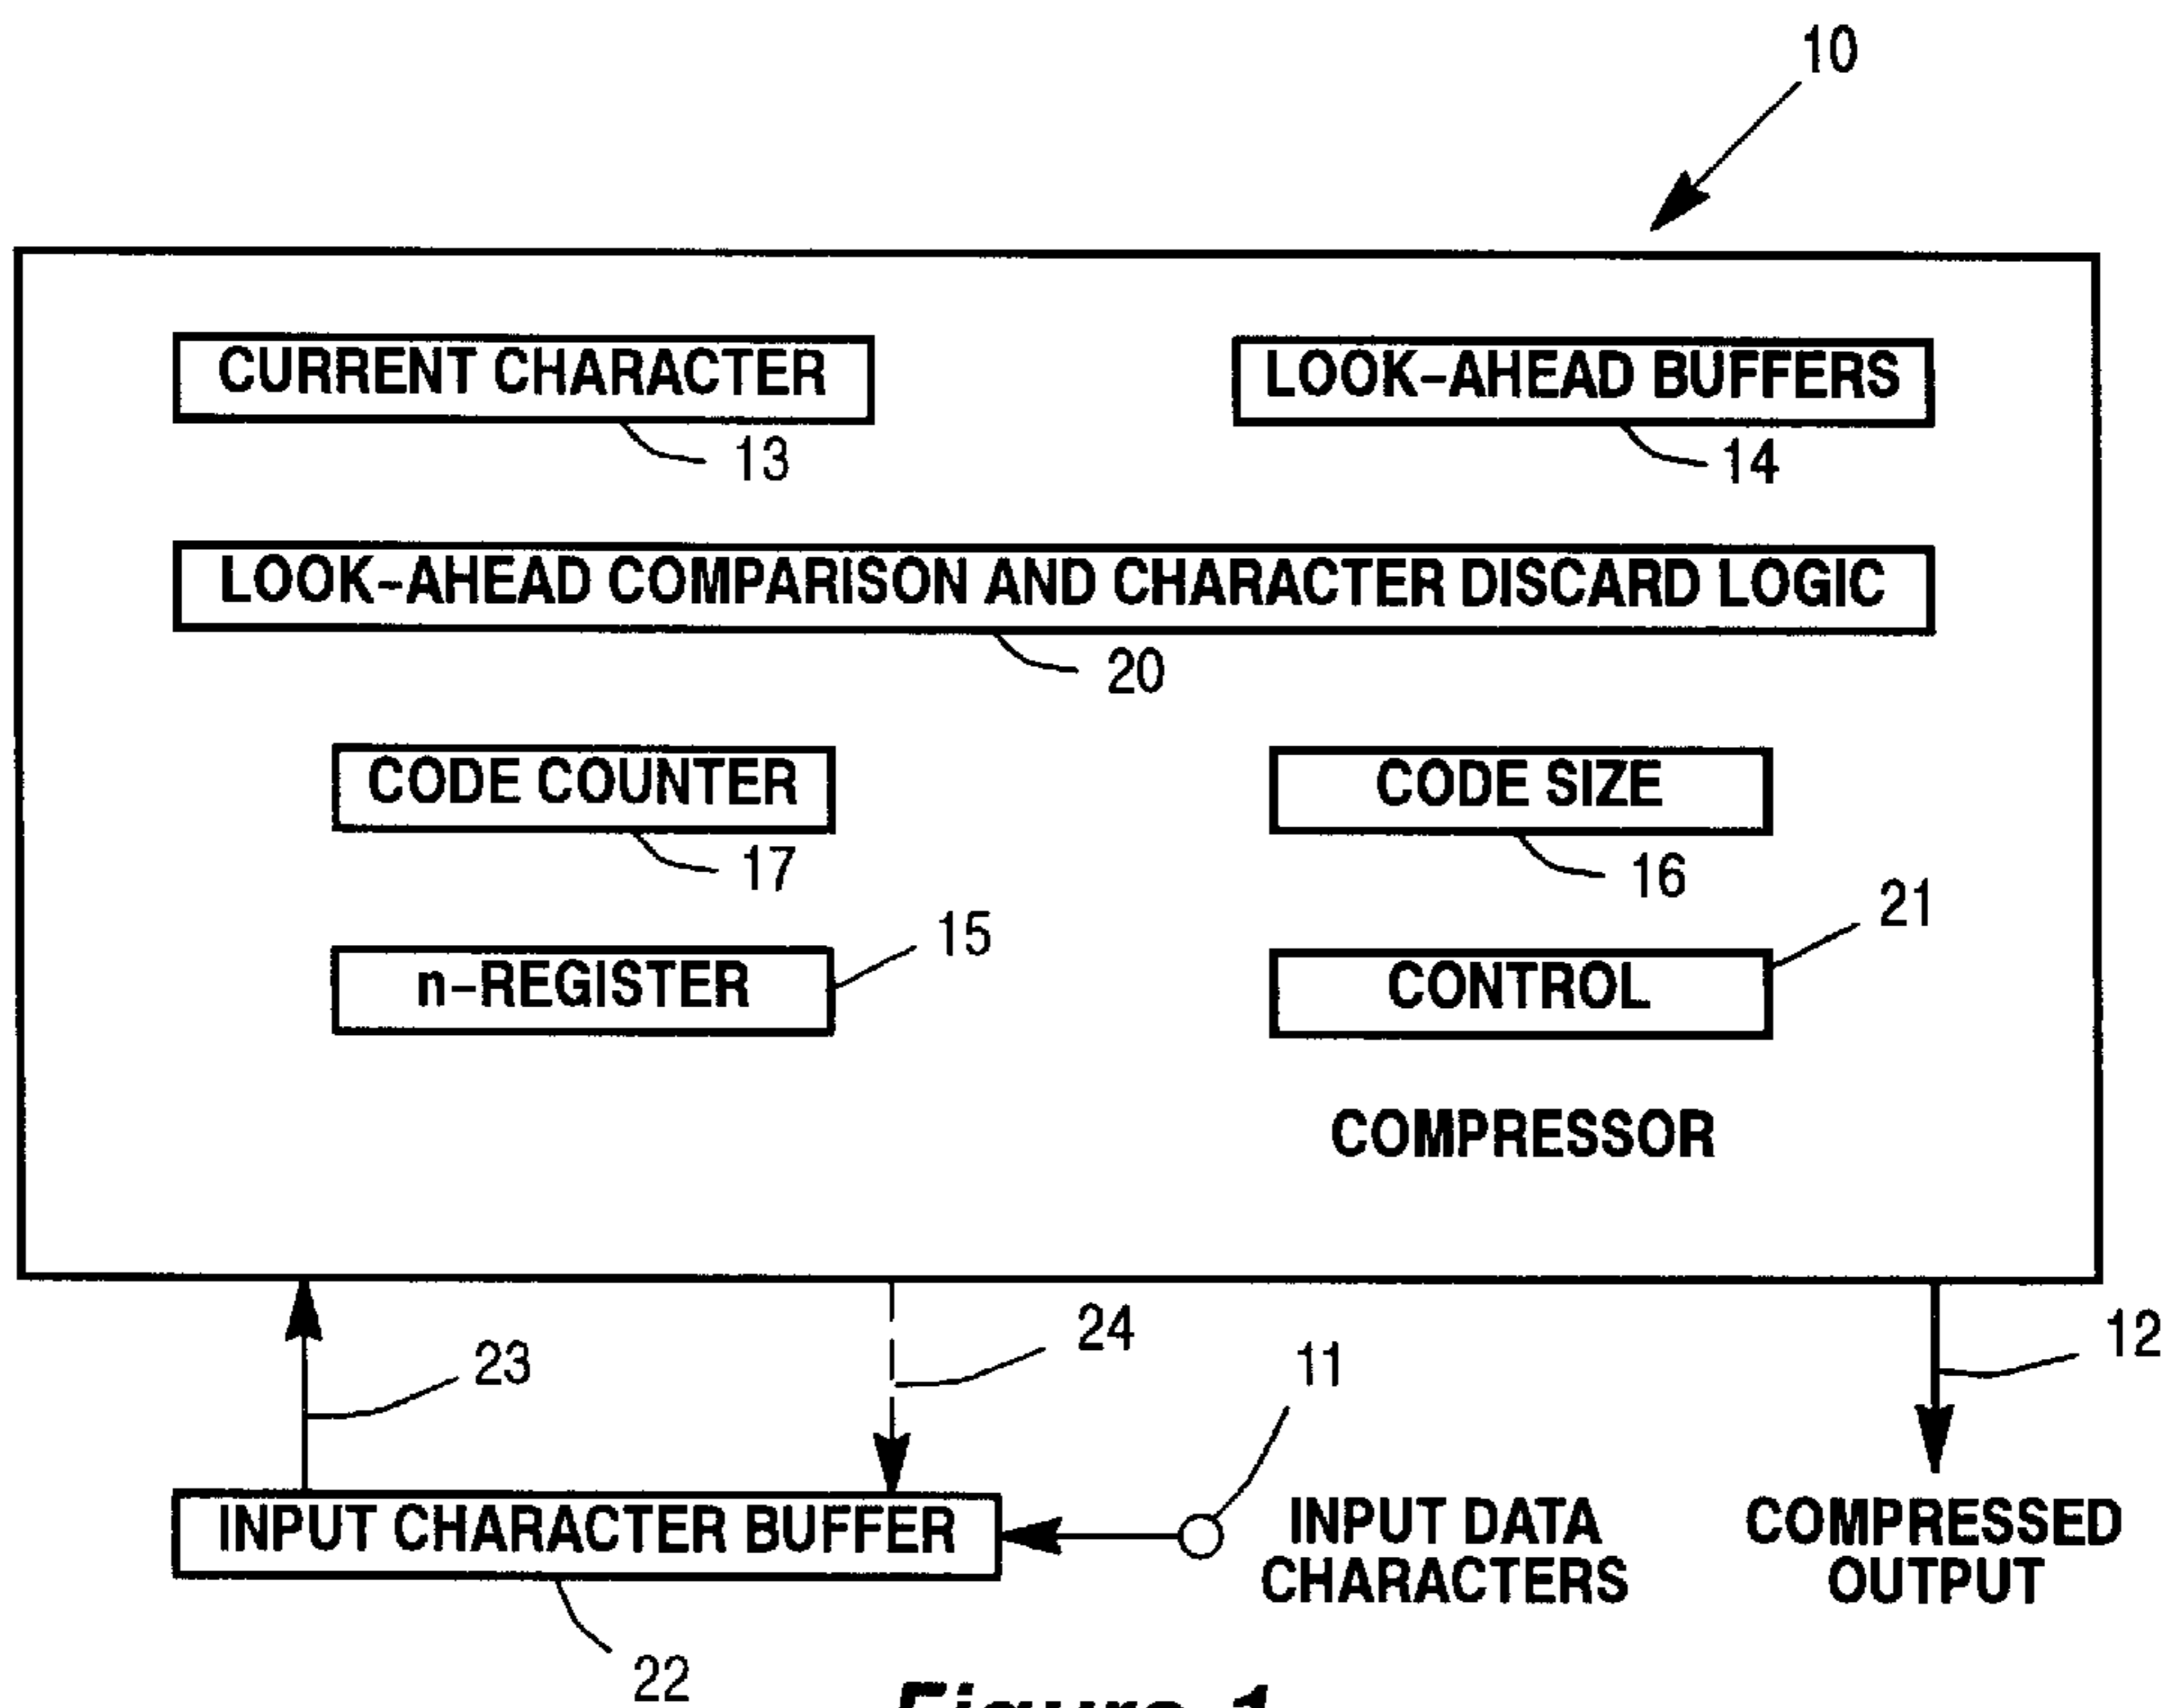 10
CURRENT CHARACTER
LOOK-AHEAD BUFFERS
13
14
LOOK-AHEAD COMPARISON AND CHARACTER DISCARD LOGIC
20
CODE COUNTER
CODE SIZE
17
16
21
15
n-REGISTER
CONTROL
COMPRESSOR
24
12
23
11
INPUT CHARACTER BUFFER
INPUT DATA
CHARACTERS
COMPRESSED
OUTPUT
22
Figure 1